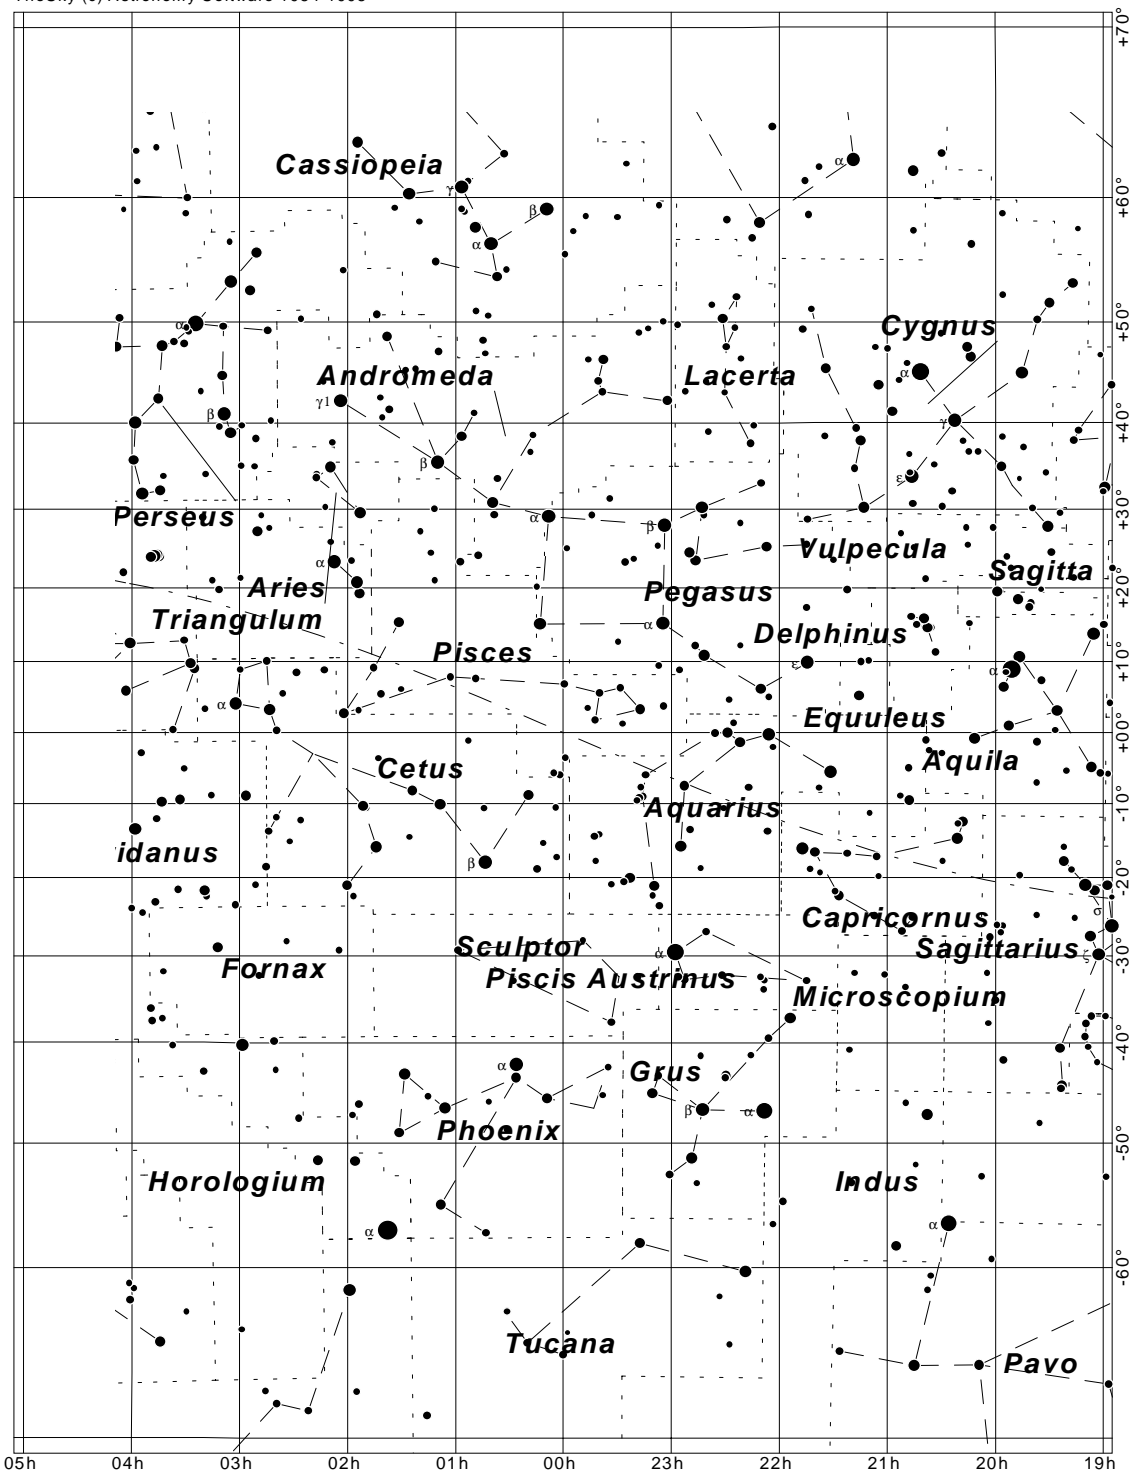 +70°
Cassiopeia
α
γ
β
+60°
α
α
+50°
Cygnus
Andromeda
Lacerta
α
γ1
β
γ
+40°
β
ε
Perseus
α
β
+30°
Vulpecula
α
Aries
Pegasus
Sagitta
+20°
Triangulum
α
Delphinus
Pisces
ε
α
+10°
α
Equuleus
+00°
Cetus
Aquila
Aquarius
-10°
idanus
β
-20°
Capricornus
σ
Sculptor
α
Sagittarius
ζ
-30°
Fornax
Piscis Austrinus
Microscopium
-40°
α
Grus
β
α
Phoenix
-50°
Horologium
Indus
α
α
-60°
Tucana
Pavo
05h 04h 03h 02h 01h 00h 23h 22h 21h 20h 19h